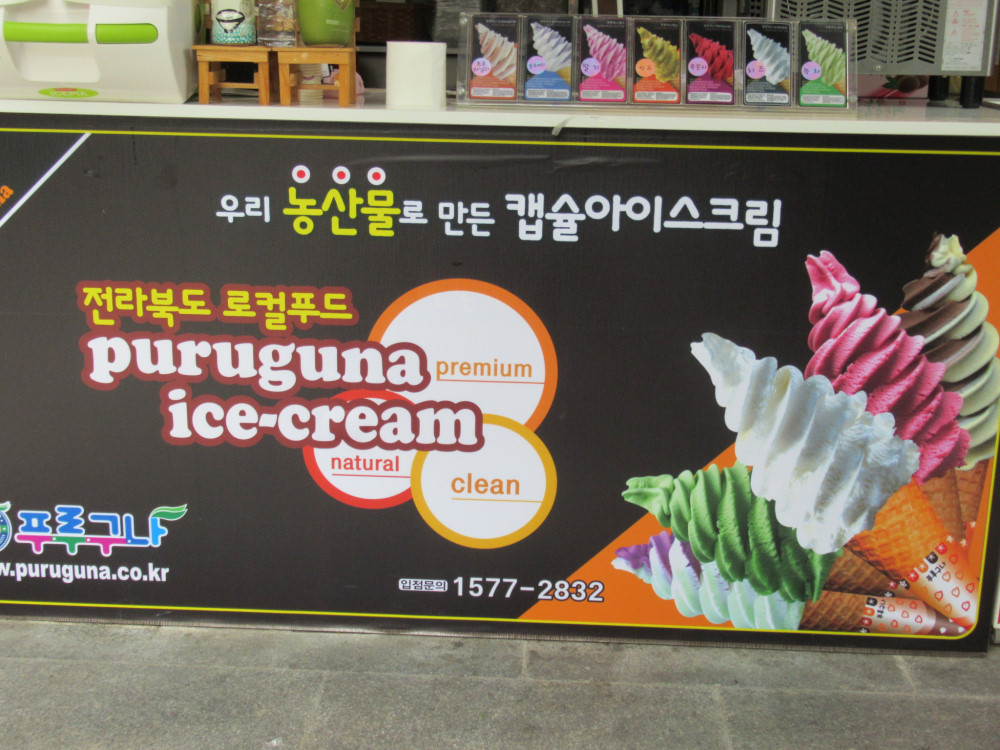 우리 농산물로 만든 캡슐아이스크림
전라북도 로컬푸드
puruguna
ice-cream
premium
natural
clean
푸루구나
w.puruguna.co.kr
입점문의 1577-2832